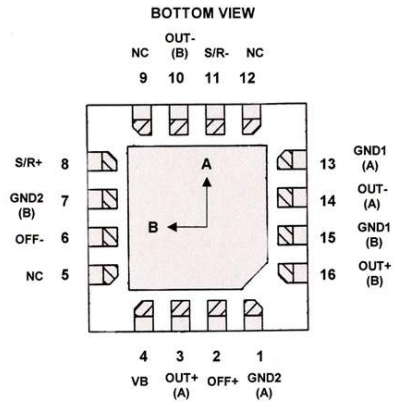 BOTTOM VIEW
OUT-
NC (B) S/R- NC
9 10 11 12
S/R+ 8
GND2 7
(B)
OFF- 6
NC 5
A
B
13 GND1
(A)
14 OUT-
(A)
15 GND1
(B)
16 OUT+
(B)
4 3 2 1
VB OUT+ OFF+ GND2
(A) (A)